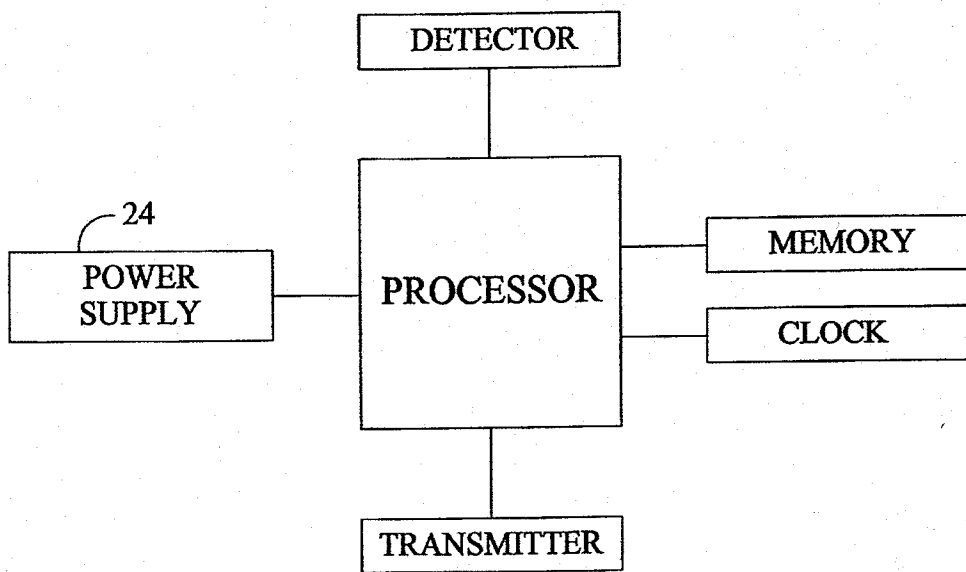 DETECTOR
24
POWER
SUPPLY
PROCESSOR
MEMORY
CLOCK
TRANSMITTER